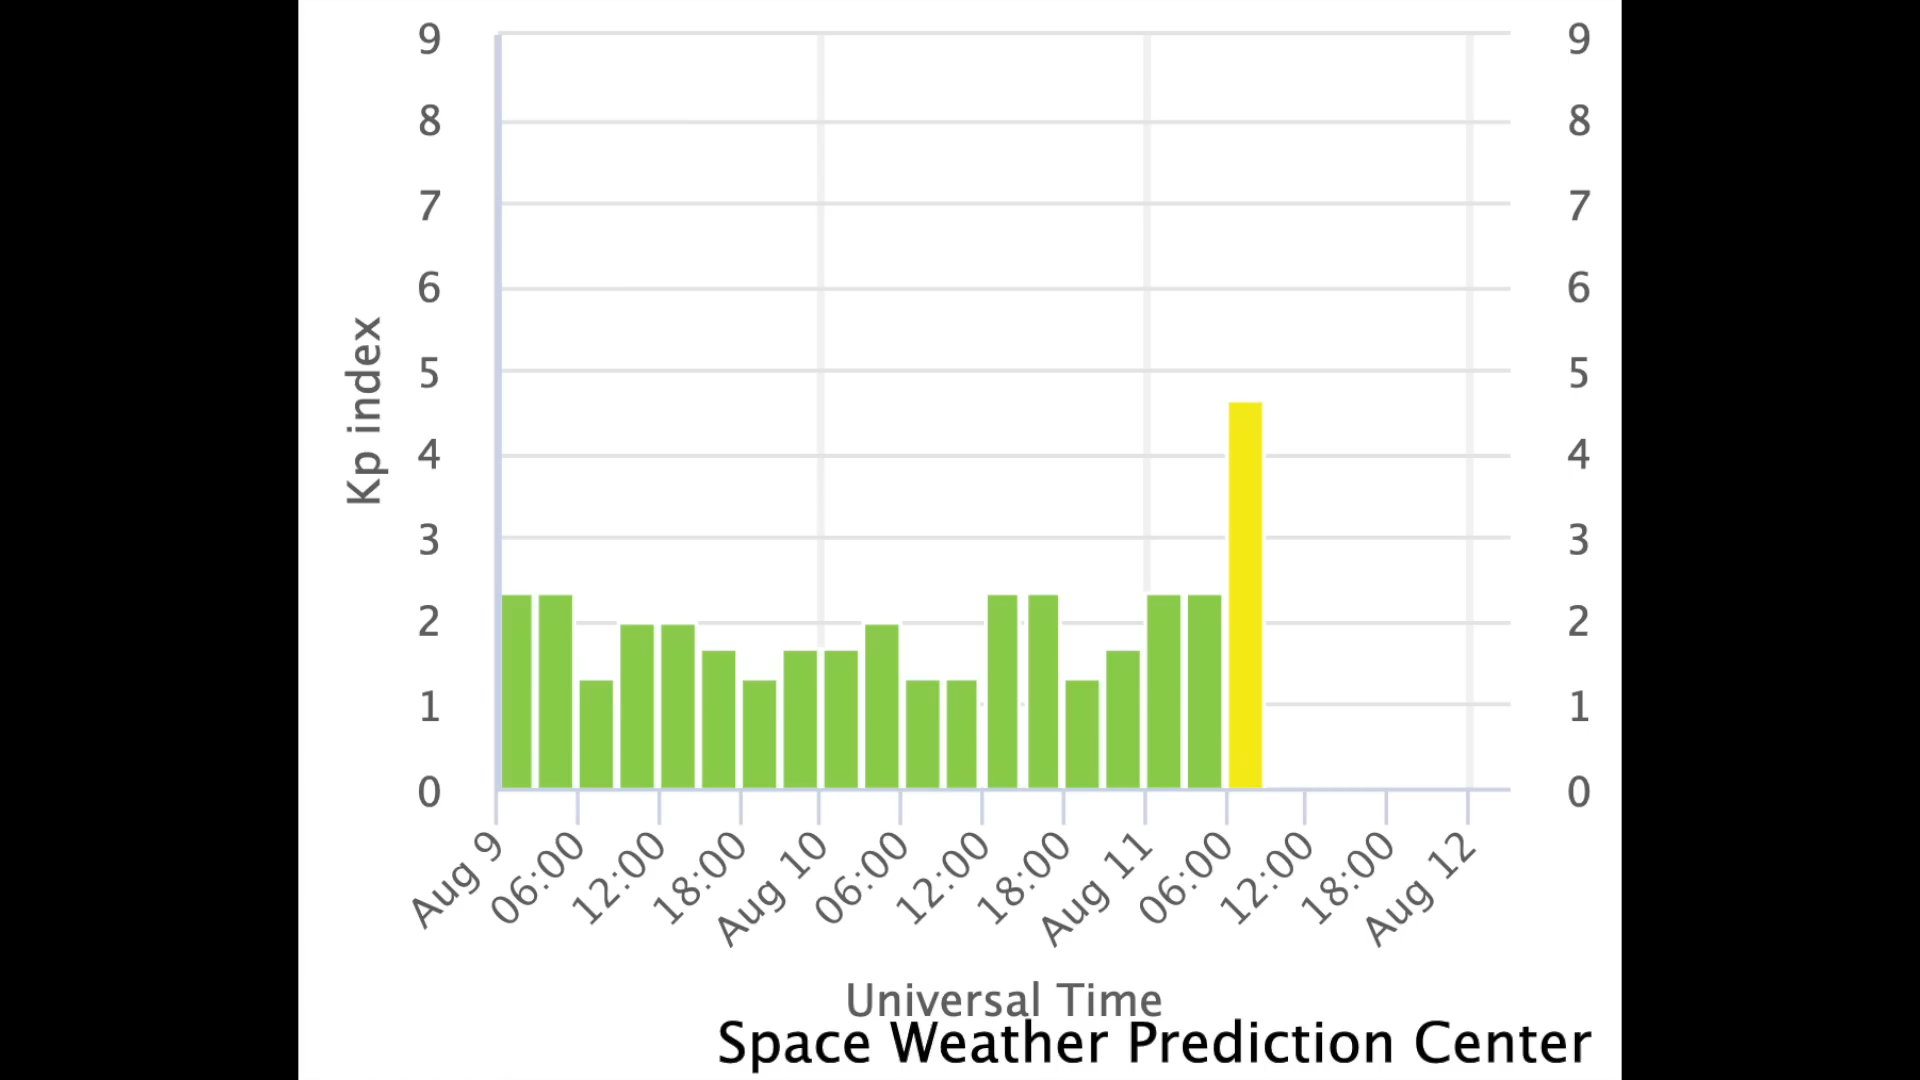 9 9
8 8
7 7
6 6
5 5
4 4
3 3
2 2
1 1
0 0
Kp index
Aug 9 06:00 12:00 18:00 Aug 10 06:00 12:00 18:00 Aug 11 06:00 12:00 18:00 Aug 12
Universal Time
Space Weather Prediction Center